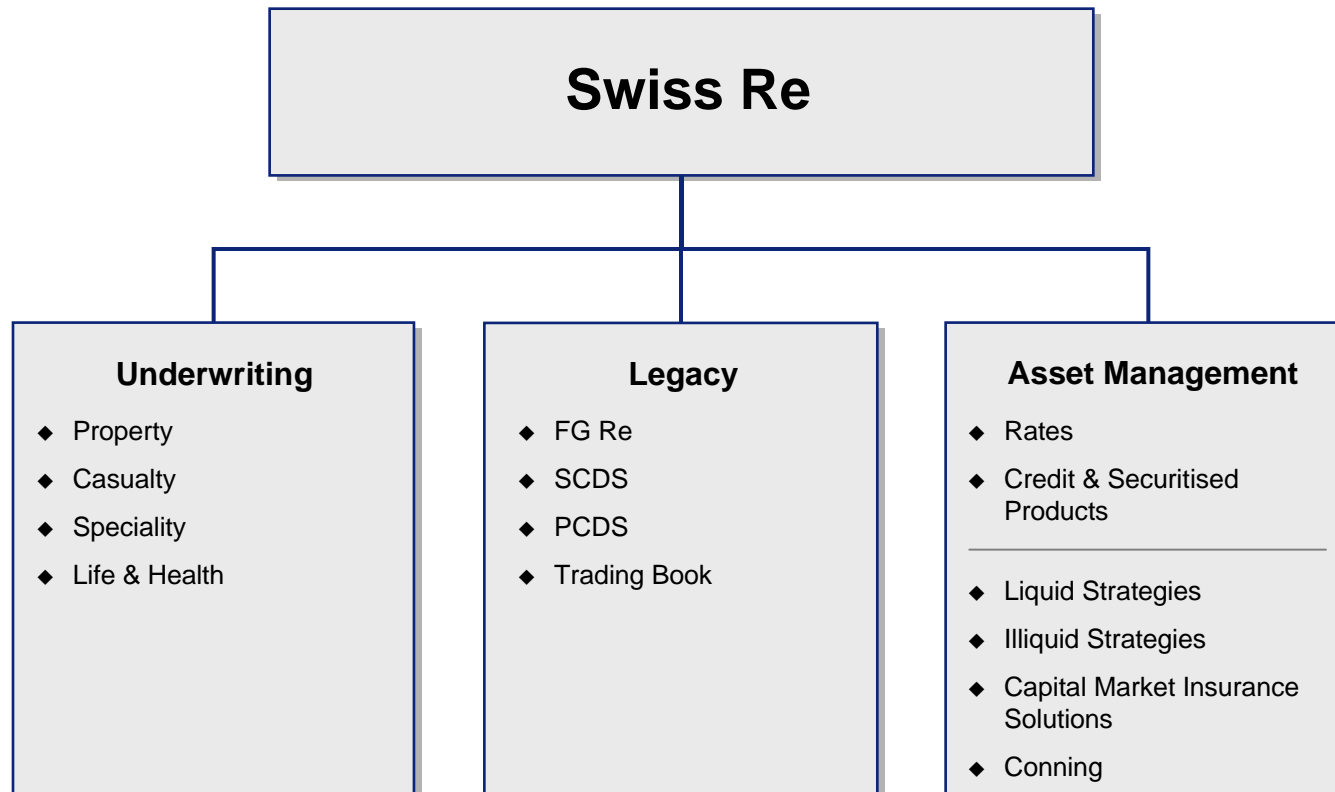 Swiss Re
Underwriting
◆ Property
◆ Casualty
◆ Speciality
◆ Life & Health
Legacy
◆ FG Re
◆ SCDS
◆ PCDS
◆ Trading Book
Asset Management
◆ Rates
◆ Credit & Securitised
Products
◆ Liquid Strategies
◆ Illiquid Strategies
◆ Capital Market Insurance
Solutions
◆ Conning